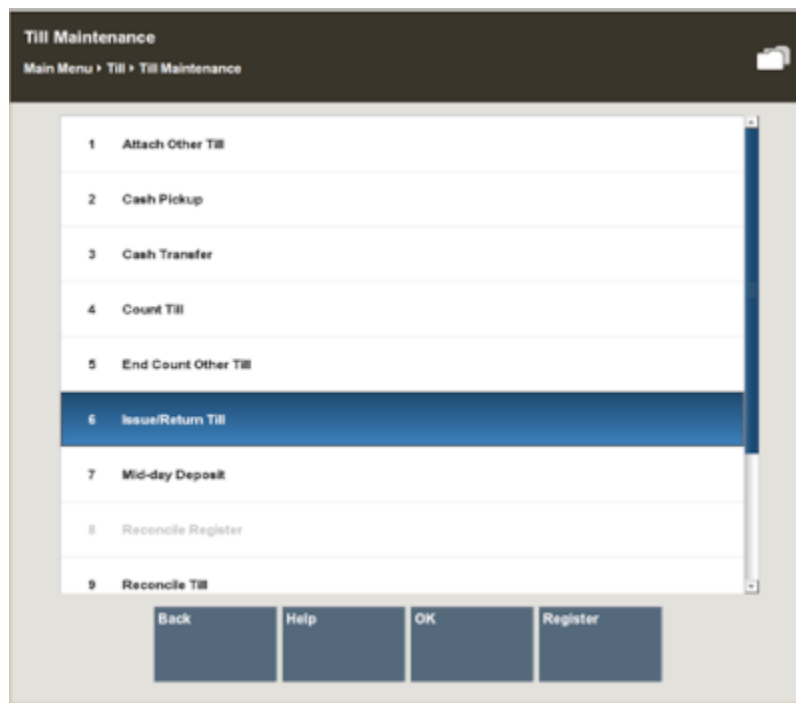 Till Maintenance
Main Menu ▸ Till ▸ Till Maintenance
1 Attach Other Till
2 Cash Pickup
3 Cash Transfer
4 Count Till
5 End Count Other Till
6 Issue/Return Till
7 Mid-day Deposit
8 Reconcile Register
9 Reconcile Till
Back Help OK Register